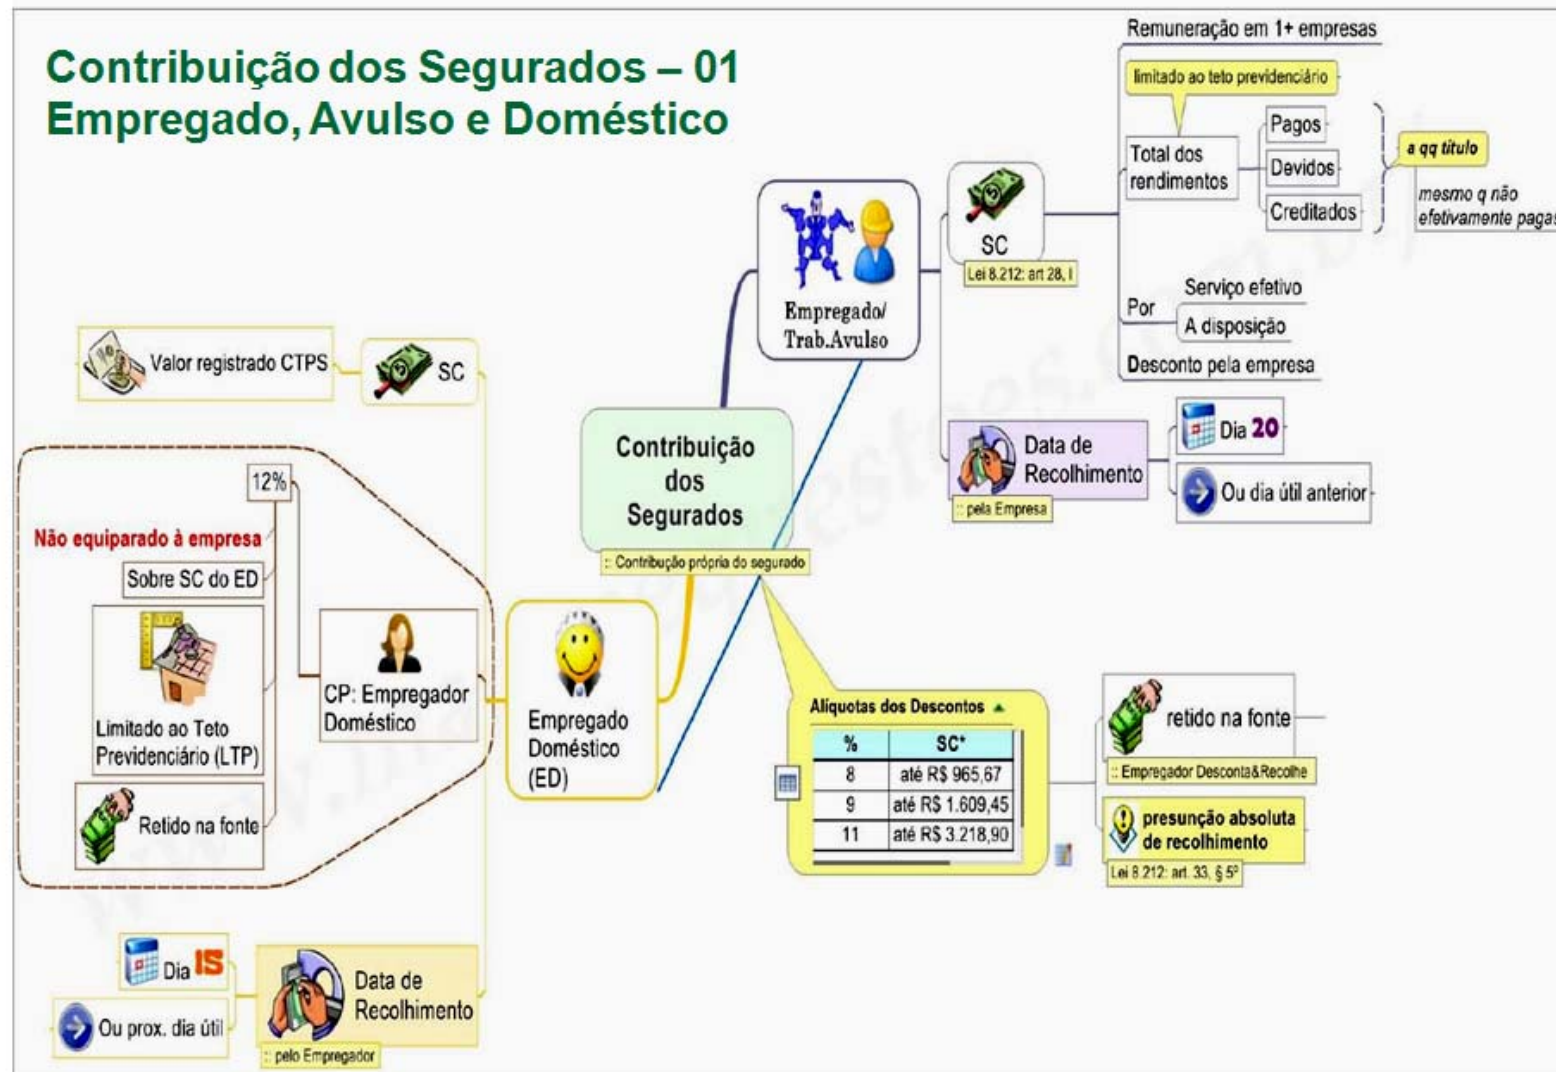 Contribuição dos Segurados – 01
Empregado, Avulso e Doméstico
Remuneração em 1+ empresas
limitado ao teto previdenciário
Total dos
rendimentos
Pagos
Devidos
Creditados
a qq título
mesmo q não
efetivamente pagas
SC
Lei 8.212: art 28, I
Por
Serviço efetivo
A disposição
Desconto pela empresa
Empregado/
Trab.Avulso
Data de
Recolhimento
:: pela Empresa
Dia 20
Ou dia útil anterior
Valor registrado CTPS
SC
Contribuição
dos
Segurados
:: Contribução própria do segurado
12%
Não equiparado à empresa
Sobre SC do ED
Limitado ao Teto
Previdenciário (LTP)
Retido na fonte
CP: Empregador
Doméstico
Empregado
Doméstico
(ED)
Alíquotas dos Descontos
% SC*
8 até R$ 965,67
9 até R$ 1.609,45
11 até R$ 3.218,90
retido na fonte
:: Empregador Desconta&Recolhe
presunção absoluta
de recolhimento
Lei 8.212: art. 33, § 5º
Dia 15
Ou prox. dia útil
Data de
Recolhimento
:: pelo Empregador